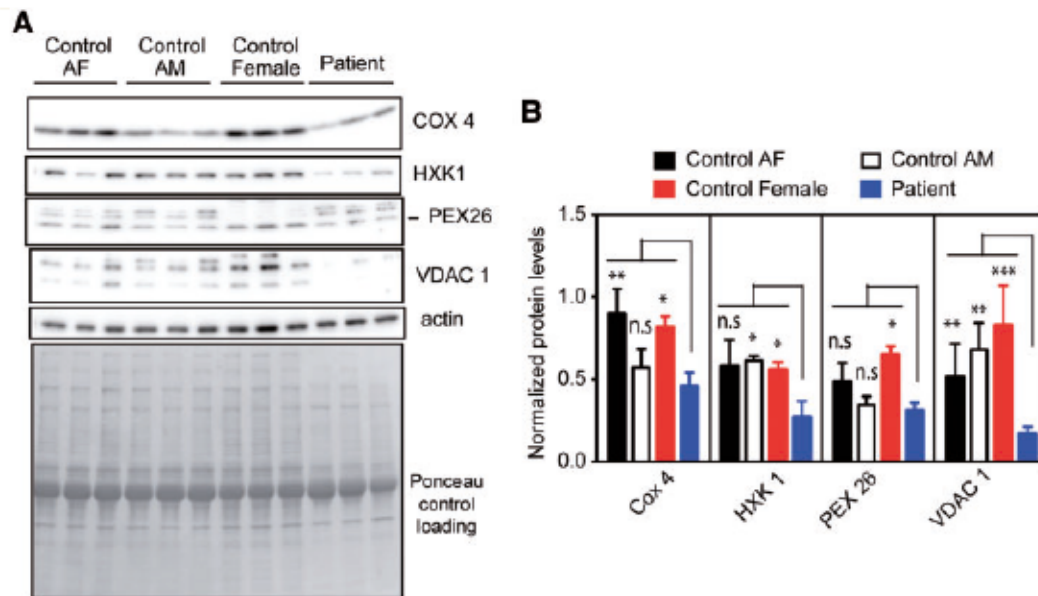 A
Control AF
Control AM
Control Female
Patient
COX 4
HXK1
– PEX26
VDAC 1
actin
Ponceau control loading
B
Control AF
Control AM
Control Female
Patient
Normalized protein levels
1.5
1.0
0.5
0.0
**
n.s
*
n.s
*
*
n.s
n.s
*
**
**
***
Cox 4
HXK 1
PEX 26
VDAC 1